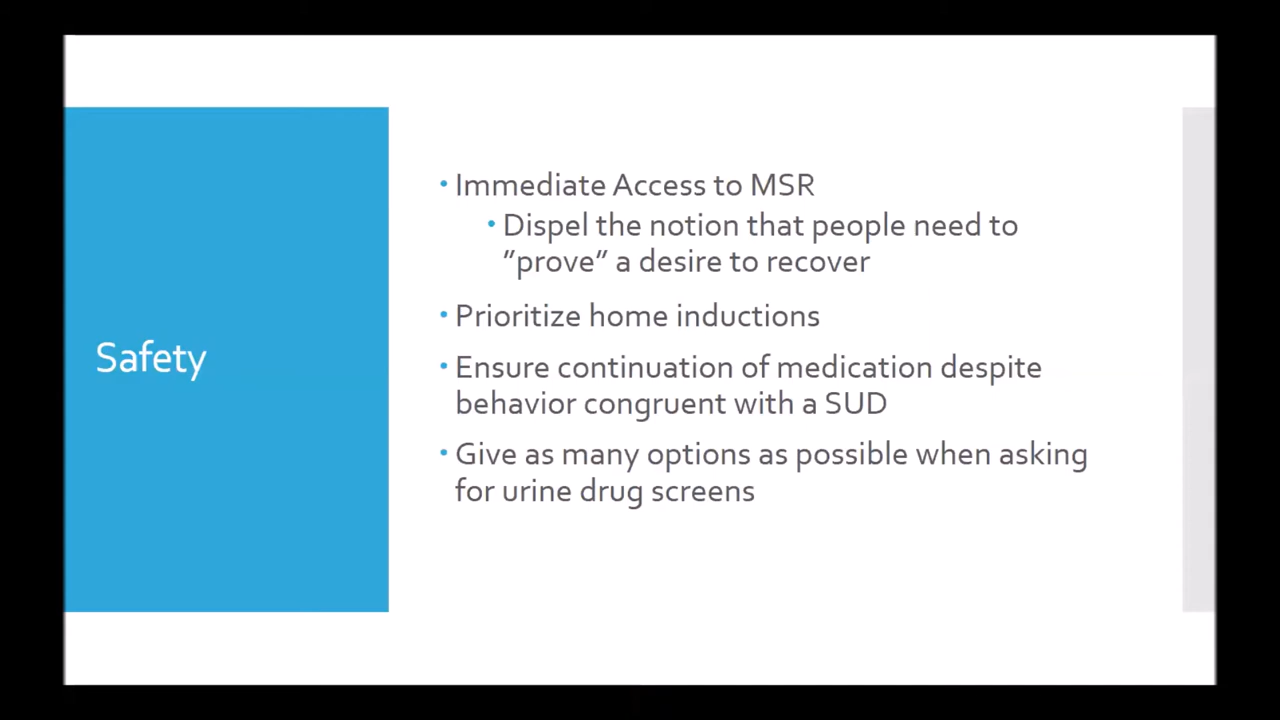 Safety
• Immediate Access to MSR
• Dispel the notion that people need to
"prove" a desire to recover
• Prioritize home inductions
• Ensure continuation of medication despite
behavior congruent with a SUD
• Give as many options as possible when asking
for urine drug screens